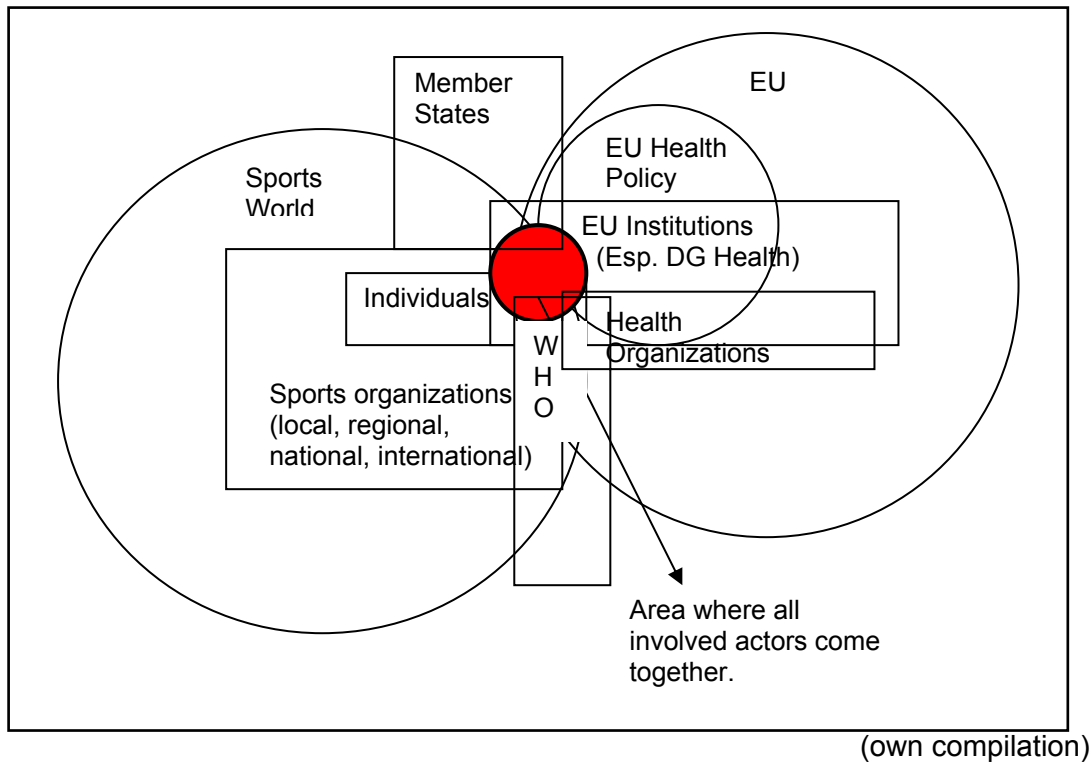 Member
States
EU
EU Health
Policy
Sports
World
EU Institutions
(Esp. DG Health)
Individuals
Health
Organizations
W
H
O
Sports organizations
(local, regional,
national, international)
Area where all
involved actors come
together.
(own compilation)